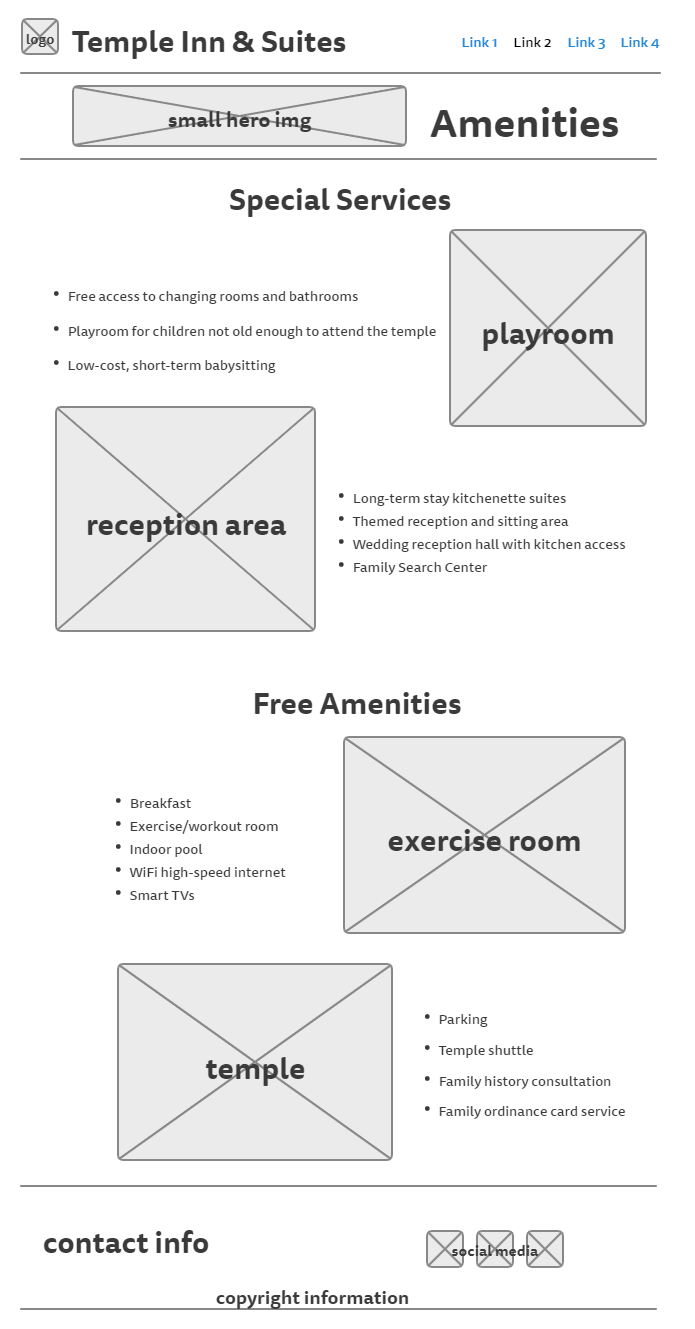 logo
Temple Inn & Suites
Link 1 Link 2 Link 3 Link 4
small hero img
Amenities
Special Services
• Free access to changing rooms and bathrooms
• Playroom for children not old enough to attend the temple
• Low-cost, short-term babysitting
playroom
reception area
• Long-term stay kitchenette suites
• Themed reception and sitting area
• Wedding reception hall with kitchen access
• Family Search Center
Free Amenities
• Breakfast
• Exercise/workout room
• Indoor pool
• WiFi high-speed internet
• Smart TVs
exercise room
temple
• Parking
• Temple shuttle
• Family history consultation
• Family ordinance card service
contact info
social media
copyright information